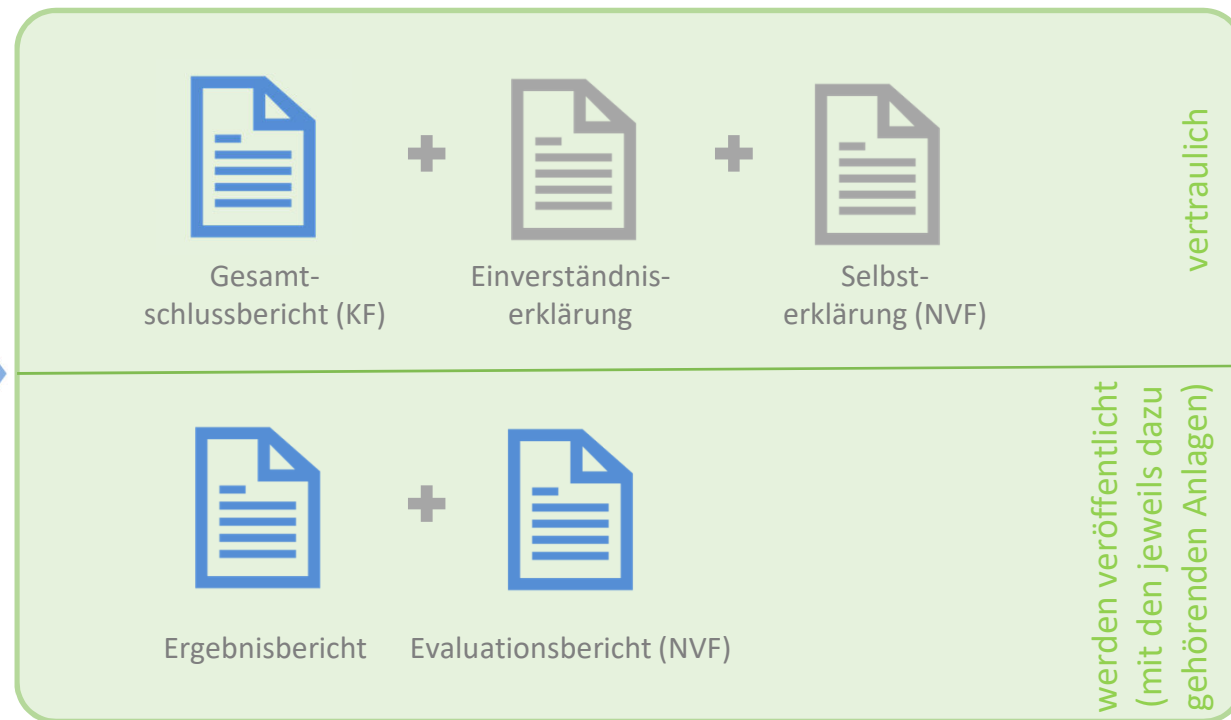 Gesamt-
schlussbericht (KF)
Einverständnis-
erklärung
Selbst-
erklärung (NVF)
vertraulich
Ergebnisbericht
Evaluationsbericht (NVF)
werden veröffentlicht
(mit den jeweils dazu
gehörenden Anlagen)